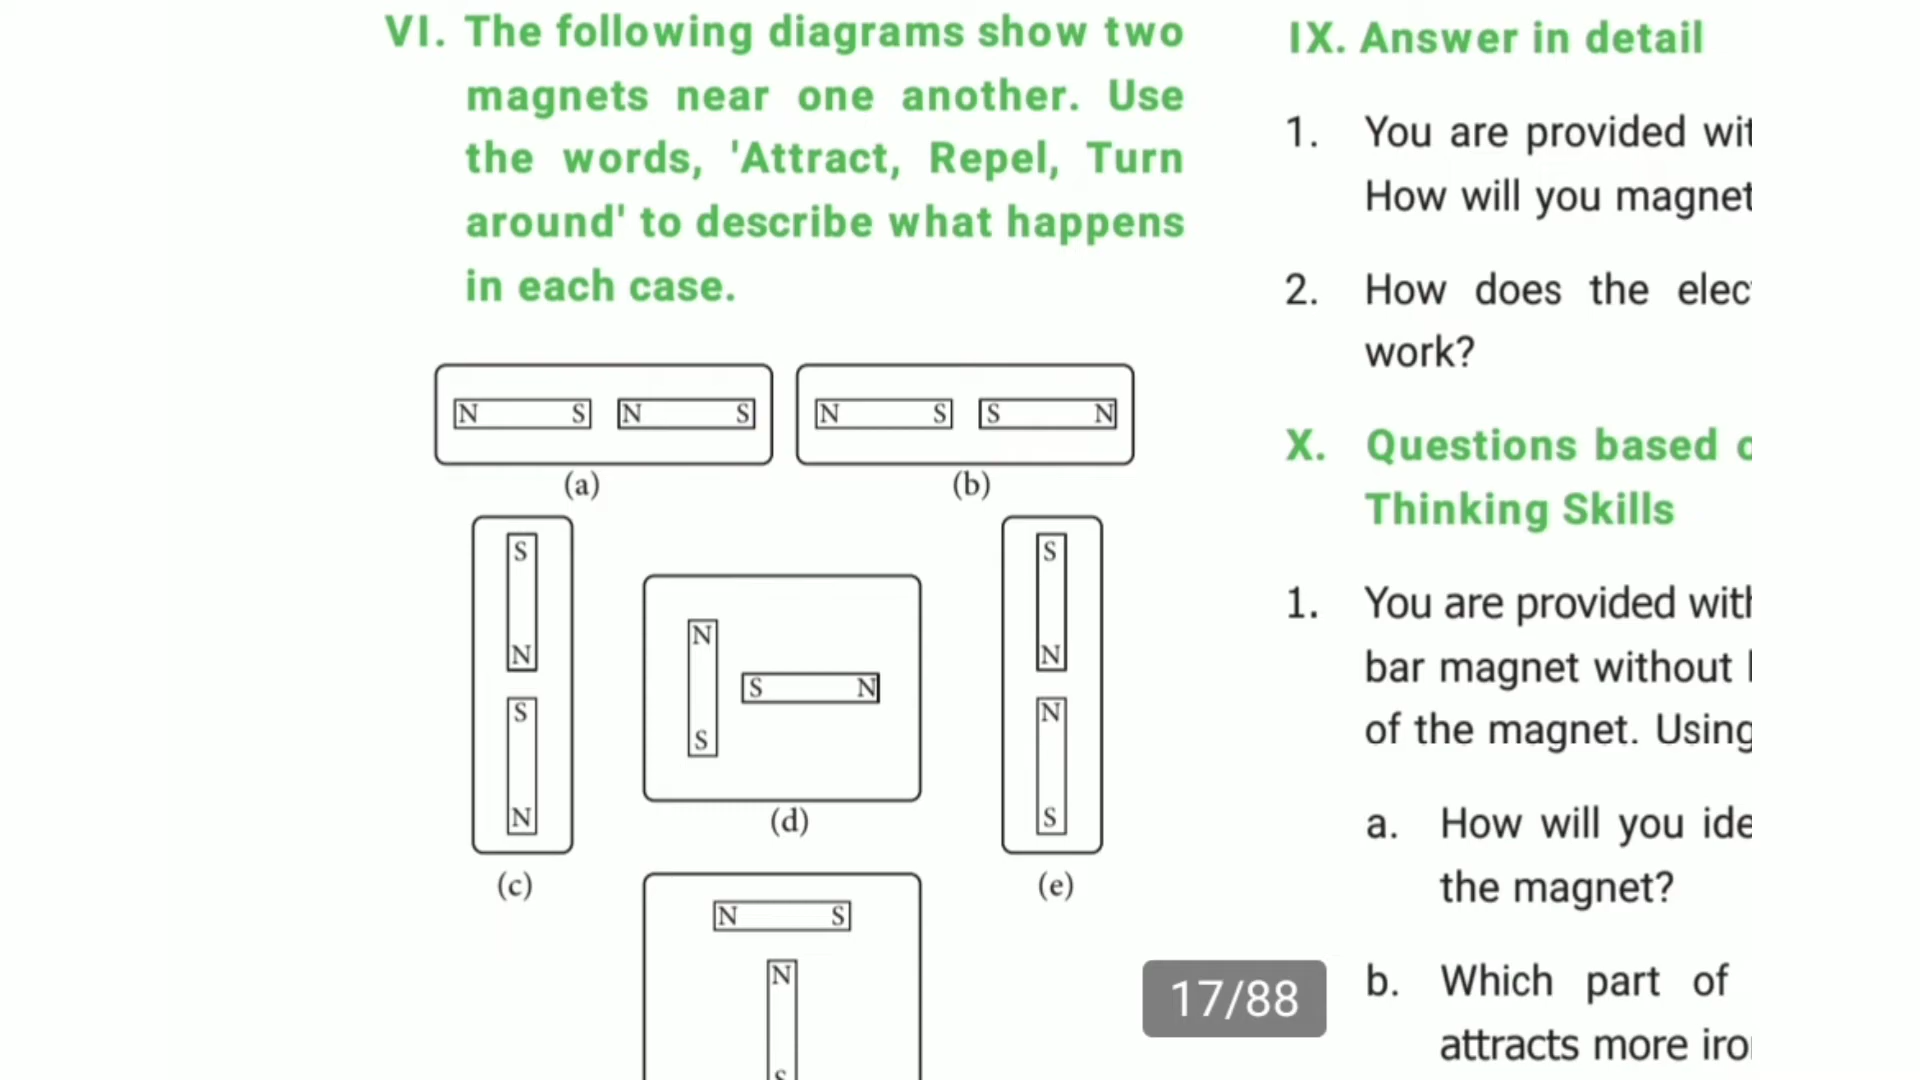 VI. The following diagrams show two
magnets near one another. Use
the words, 'Attract, Repel, Turn
around' to describe what happens
in each case.
N S N S
(a)
N S S N
(b)
S
N
S
N
(c)
N
S
S N
(d)
S
N
N
S
(e)
N S
N
S
IX. Answer in detail
1. You are provided wit
How will you magnet
2. How does the elec
work?
X. Questions based o
Thinking Skills
1. You are provided with
bar magnet without
of the magnet. Using
a. How will you ide
the magnet?
b. Which part of
attracts more iro
17/88